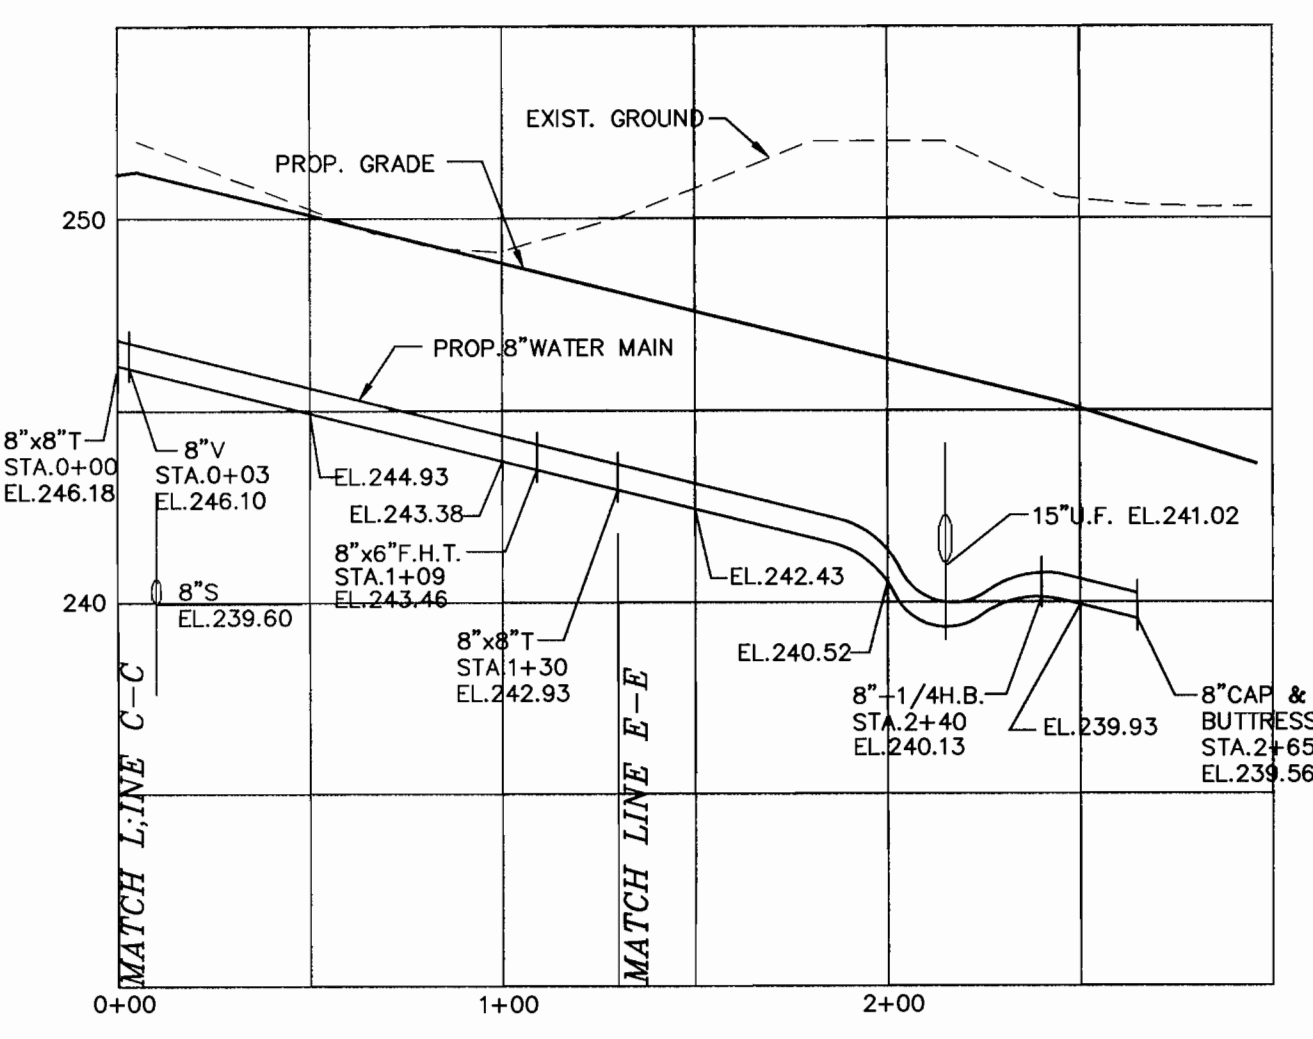 EXIST. GROUND
PROP. GRADE
250
PROP.8"WATER MAIN
8"x8"T
STA.0+00
EL.246.18
8"V
STA.0+03
EL.246.10
EL.244.93
EL.243.38
8"x6"F.H.T.
STA.1+09
EL.243.46
EL.242.43
15"U.F. EL.241.02
8"S
EL.239.60
240
8"x8"T
STA.1+30
EL.242.93
EL.240.52
8"-1/4H.B.
STA.2+40
EL.240.13
EL.239.93
8"CAP &
BUTTRESS
STA.2+65
EL.239.56
MATCH L;INE C-C
MATCH LINE E-E
0+00
1+00
2+00